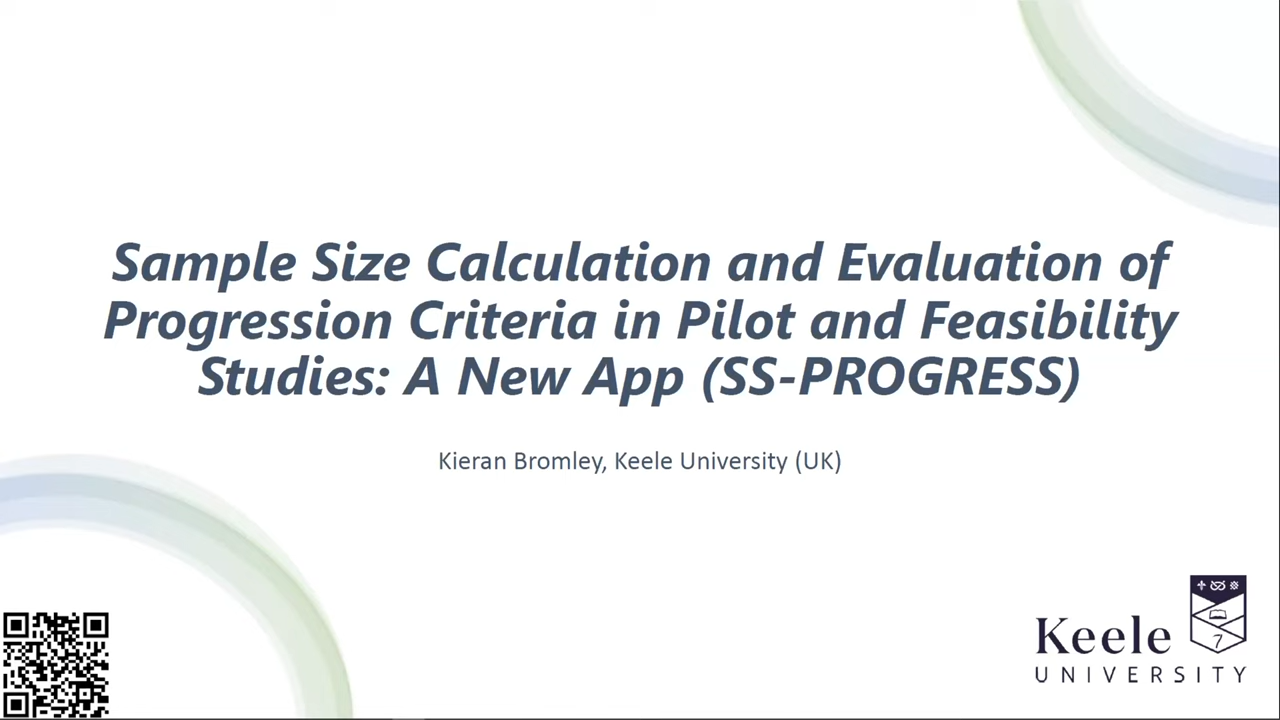 Sample Size Calculation and Evaluation of
Progression Criteria in Pilot and Feasibility
Studies: A New App (SS-PROGRESS)
Kieran Bromley, Keele University (UK)
Keele
UNIVERSITY